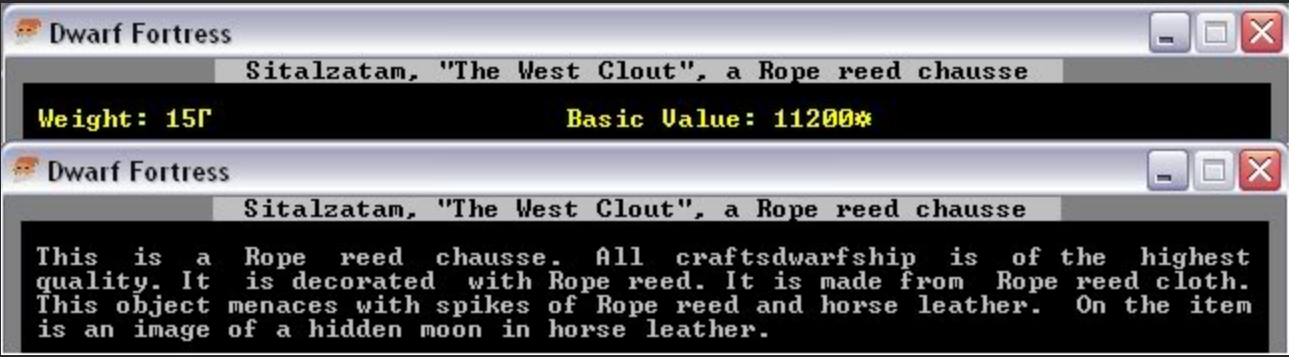 Dwarf Fortress
Sitalzatam, "The West Clout", a Rope reed chausse
Weight: 15Γ Basic Value: 11200☼
Dwarf Fortress
Sitalzatam, "The West Clout", a Rope reed chausse
This is a Rope reed chausse. All craftsdwarfship is of the highest
quality. It is decorated with Rope reed. It is made from Rope reed cloth.
This object menaces with spikes of Rope reed and horse leather. On the item
is an image of a hidden moon in horse leather.